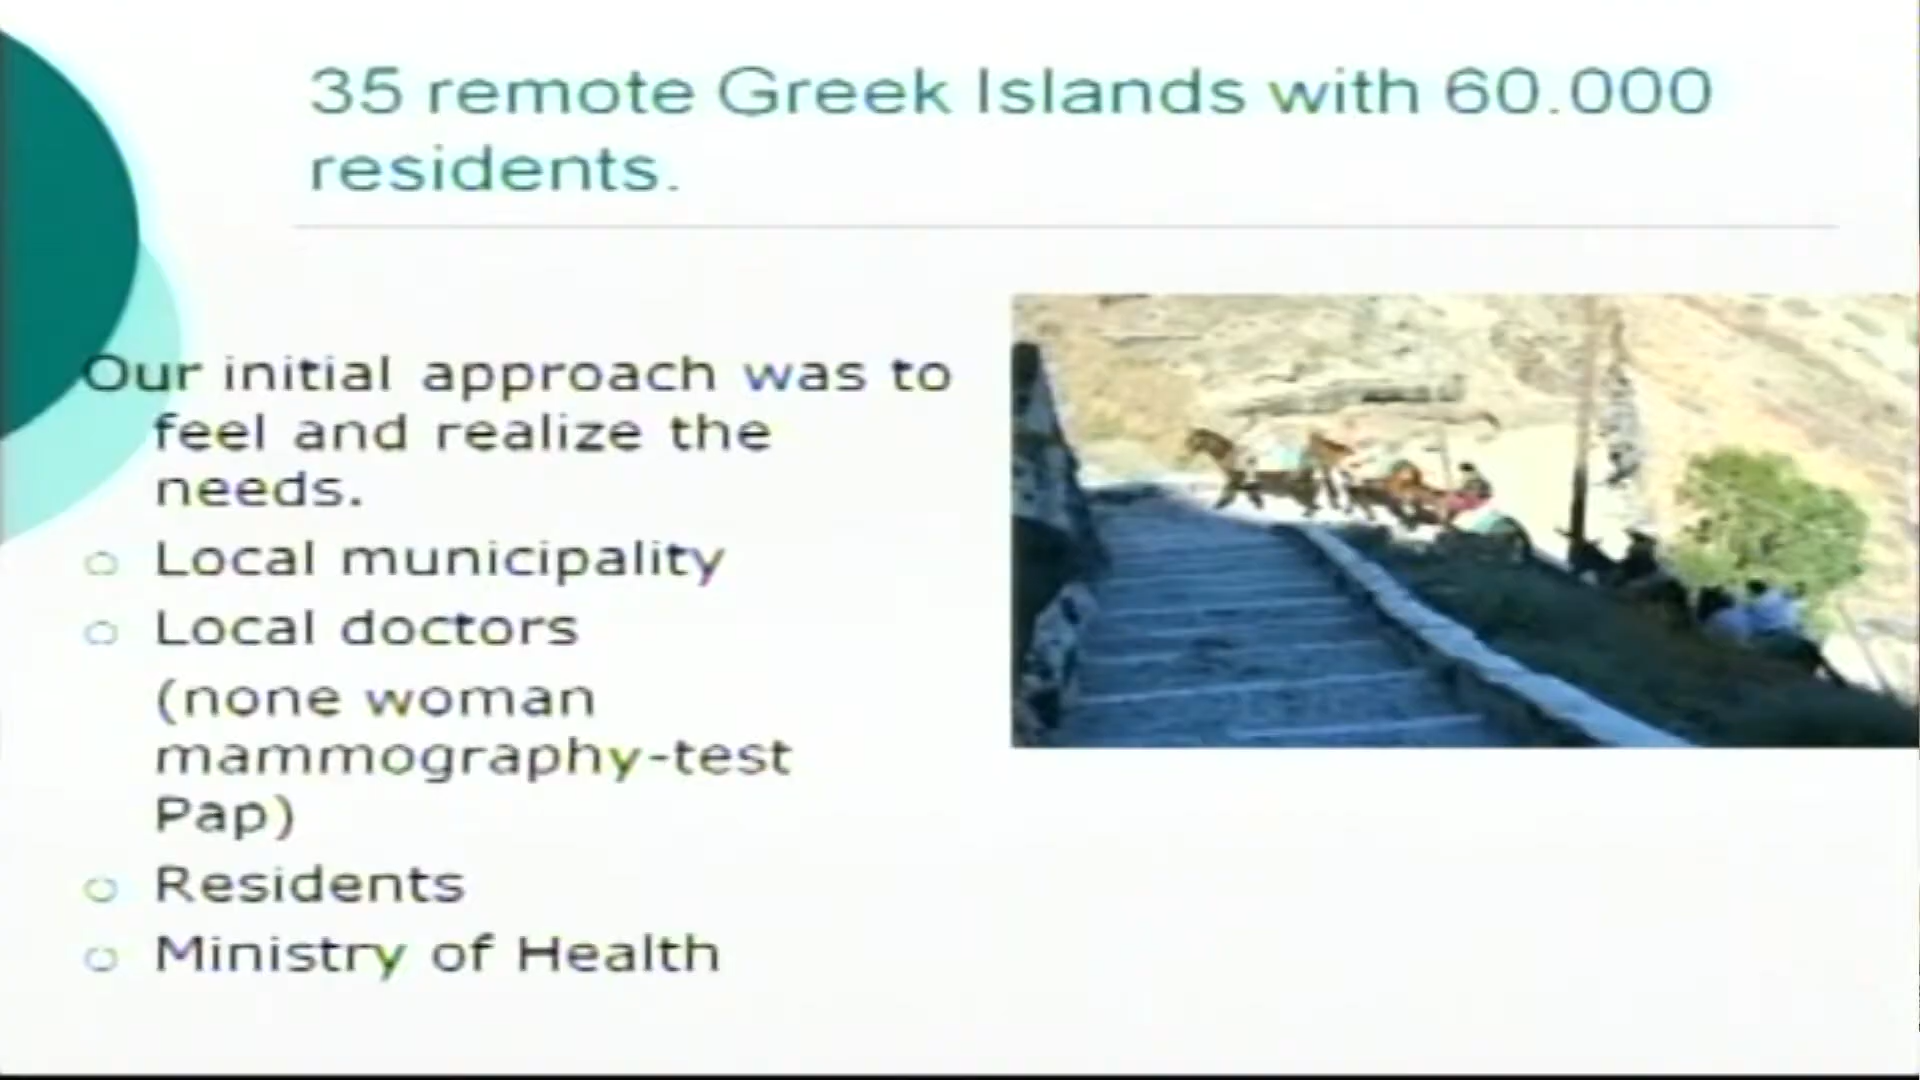 35 remote Greek Islands with 60.000
residents.
Our initial approach was to
feel and realize the
needs.
Local municipality
Local doctors
(none woman
mammography-test
Pap)
Residents
Ministry of Health